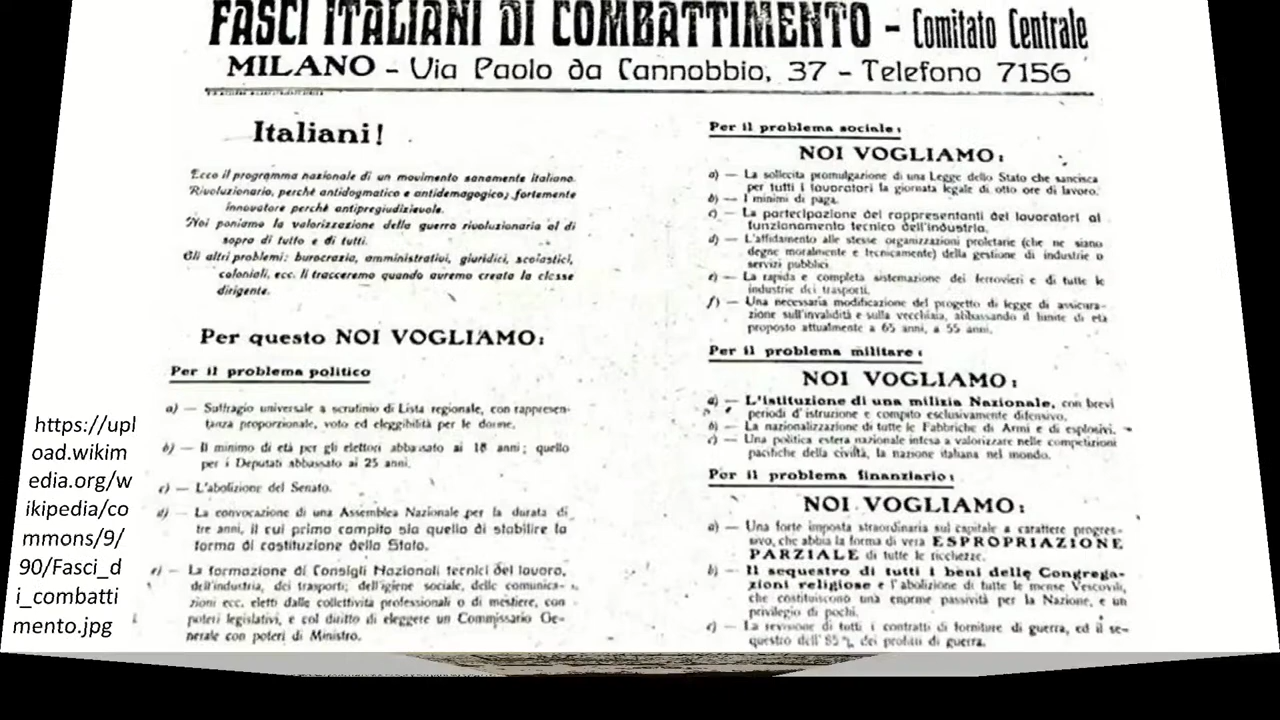 FASCI ITALIANI DI COMBATTIMENTO - Comitato Centrale
MILANO - Via Paolo da Cannobbio, 37 - Telefono 7156
Italiani!
Ecco il programma nazionale di un movimento sanamente italiano.
Rivoluzionario, perchè antidogmatico e antidemagogico; fortemente
innovatore perchè antipregiudizievole.
Noi poniamo la valorizzazione della guerra rivoluzionaria al di
sopra di tutto e di tutti.
Gli altri problemi: burocrazia, amministrativi, giuridici, scolastici,
coloniali, ecc. li tracceremo quando avremo creata la classe
dirigente.
Per questo NOI VOGLIAMO:
Per il problema politico
a) — Suffragio universale a scrutinio di Lista regionale, con rappresen-
tanza proporzionale, voto ed eleggibilità per le donne.
b) — Il minimo di età per gli elettori abbassato ai 18 anni; quello
per i Deputati abbassato ai 25 anni.
c) — L'abolizione del Senato.
d) — La convocazione di una Assemblea Nazionale per la durata di
tre anni, il cui primo compito sia quello di stabilire la
forma di costituzione dello Stato.
e) — La formazione di Consigli Nazionali tecnici del lavoro,
dell'industria, dei trasporti, dell'igiene sociale, delle comunica-
zioni ecc. eletti dalle collettività professionali o di mestiere, con
poteri legislativi, e col diritto di eleggere un Commissario Ge-
nerale con poteri di Ministro.
Per il problema sociale:
NOI VOGLIAMO:
a) — La sollecita promulgazione di una Legge dello Stato che sancisca
per tutti i lavoratori la giornata legale di otto ore di lavoro.
b) — I minimi di paga.
c) — La partecipazione dei rappresentanti dei lavoratori al
funzionamento tecnico dell'industria.
d) — L'affidamento alle stesse organizzazioni proletarie (che ne siano
degne moralmente e tecnicamente) della gestione di industrie o
servizi pubblici.
e) — La rapida e completa sistemazione dei ferrovieri e di tutte le
industrie dei trasporti.
f) — Una necessaria modificazione del progetto di legge di assicura-
zione sull'invalidità e sulla vecchiaia, abbassando il limite di età
proposto attualmente a 65 anni, a 55 anni.
Per il problema militare:
NOI VOGLIAMO:
a) — L'istituzione di una milizia Nazionale, con brevi
periodi d'istruzione e compito esclusivamente difensivo.
b) — La nazionalizzazione di tutte le Fabbriche di Armi e di esplosivi.
c) — Una politica estera nazionale intesa a valorizzare nelle competizioni
pacifiche della civiltà, la nazione italiana nel mondo.
Per il problema finanziario:
NOI VOGLIAMO:
a) — Una forte imposta straordinaria sul capitale a carattere progres-
sivo, che abbia la forma di vera ESPROPRIAZIONE
PARZIALE di tutte le ricchezze.
b) — Il sequestro di tutti i beni delle Congrega-
zioni religiose e l'abolizione di tutte le mense Vescovili,
che costituiscono una enorme passività per la Nazione, e un
privilegio di pochi.
c) — La revisione di tutti i contratti di forniture di guerra, ed il se-
questro dell'85% dei profitti di guerra.
https://upl
oad.wikim
edia.org/w
ikipedia/co
mmons/9/
90/Fasci_d
i_combatti
mento.jpg